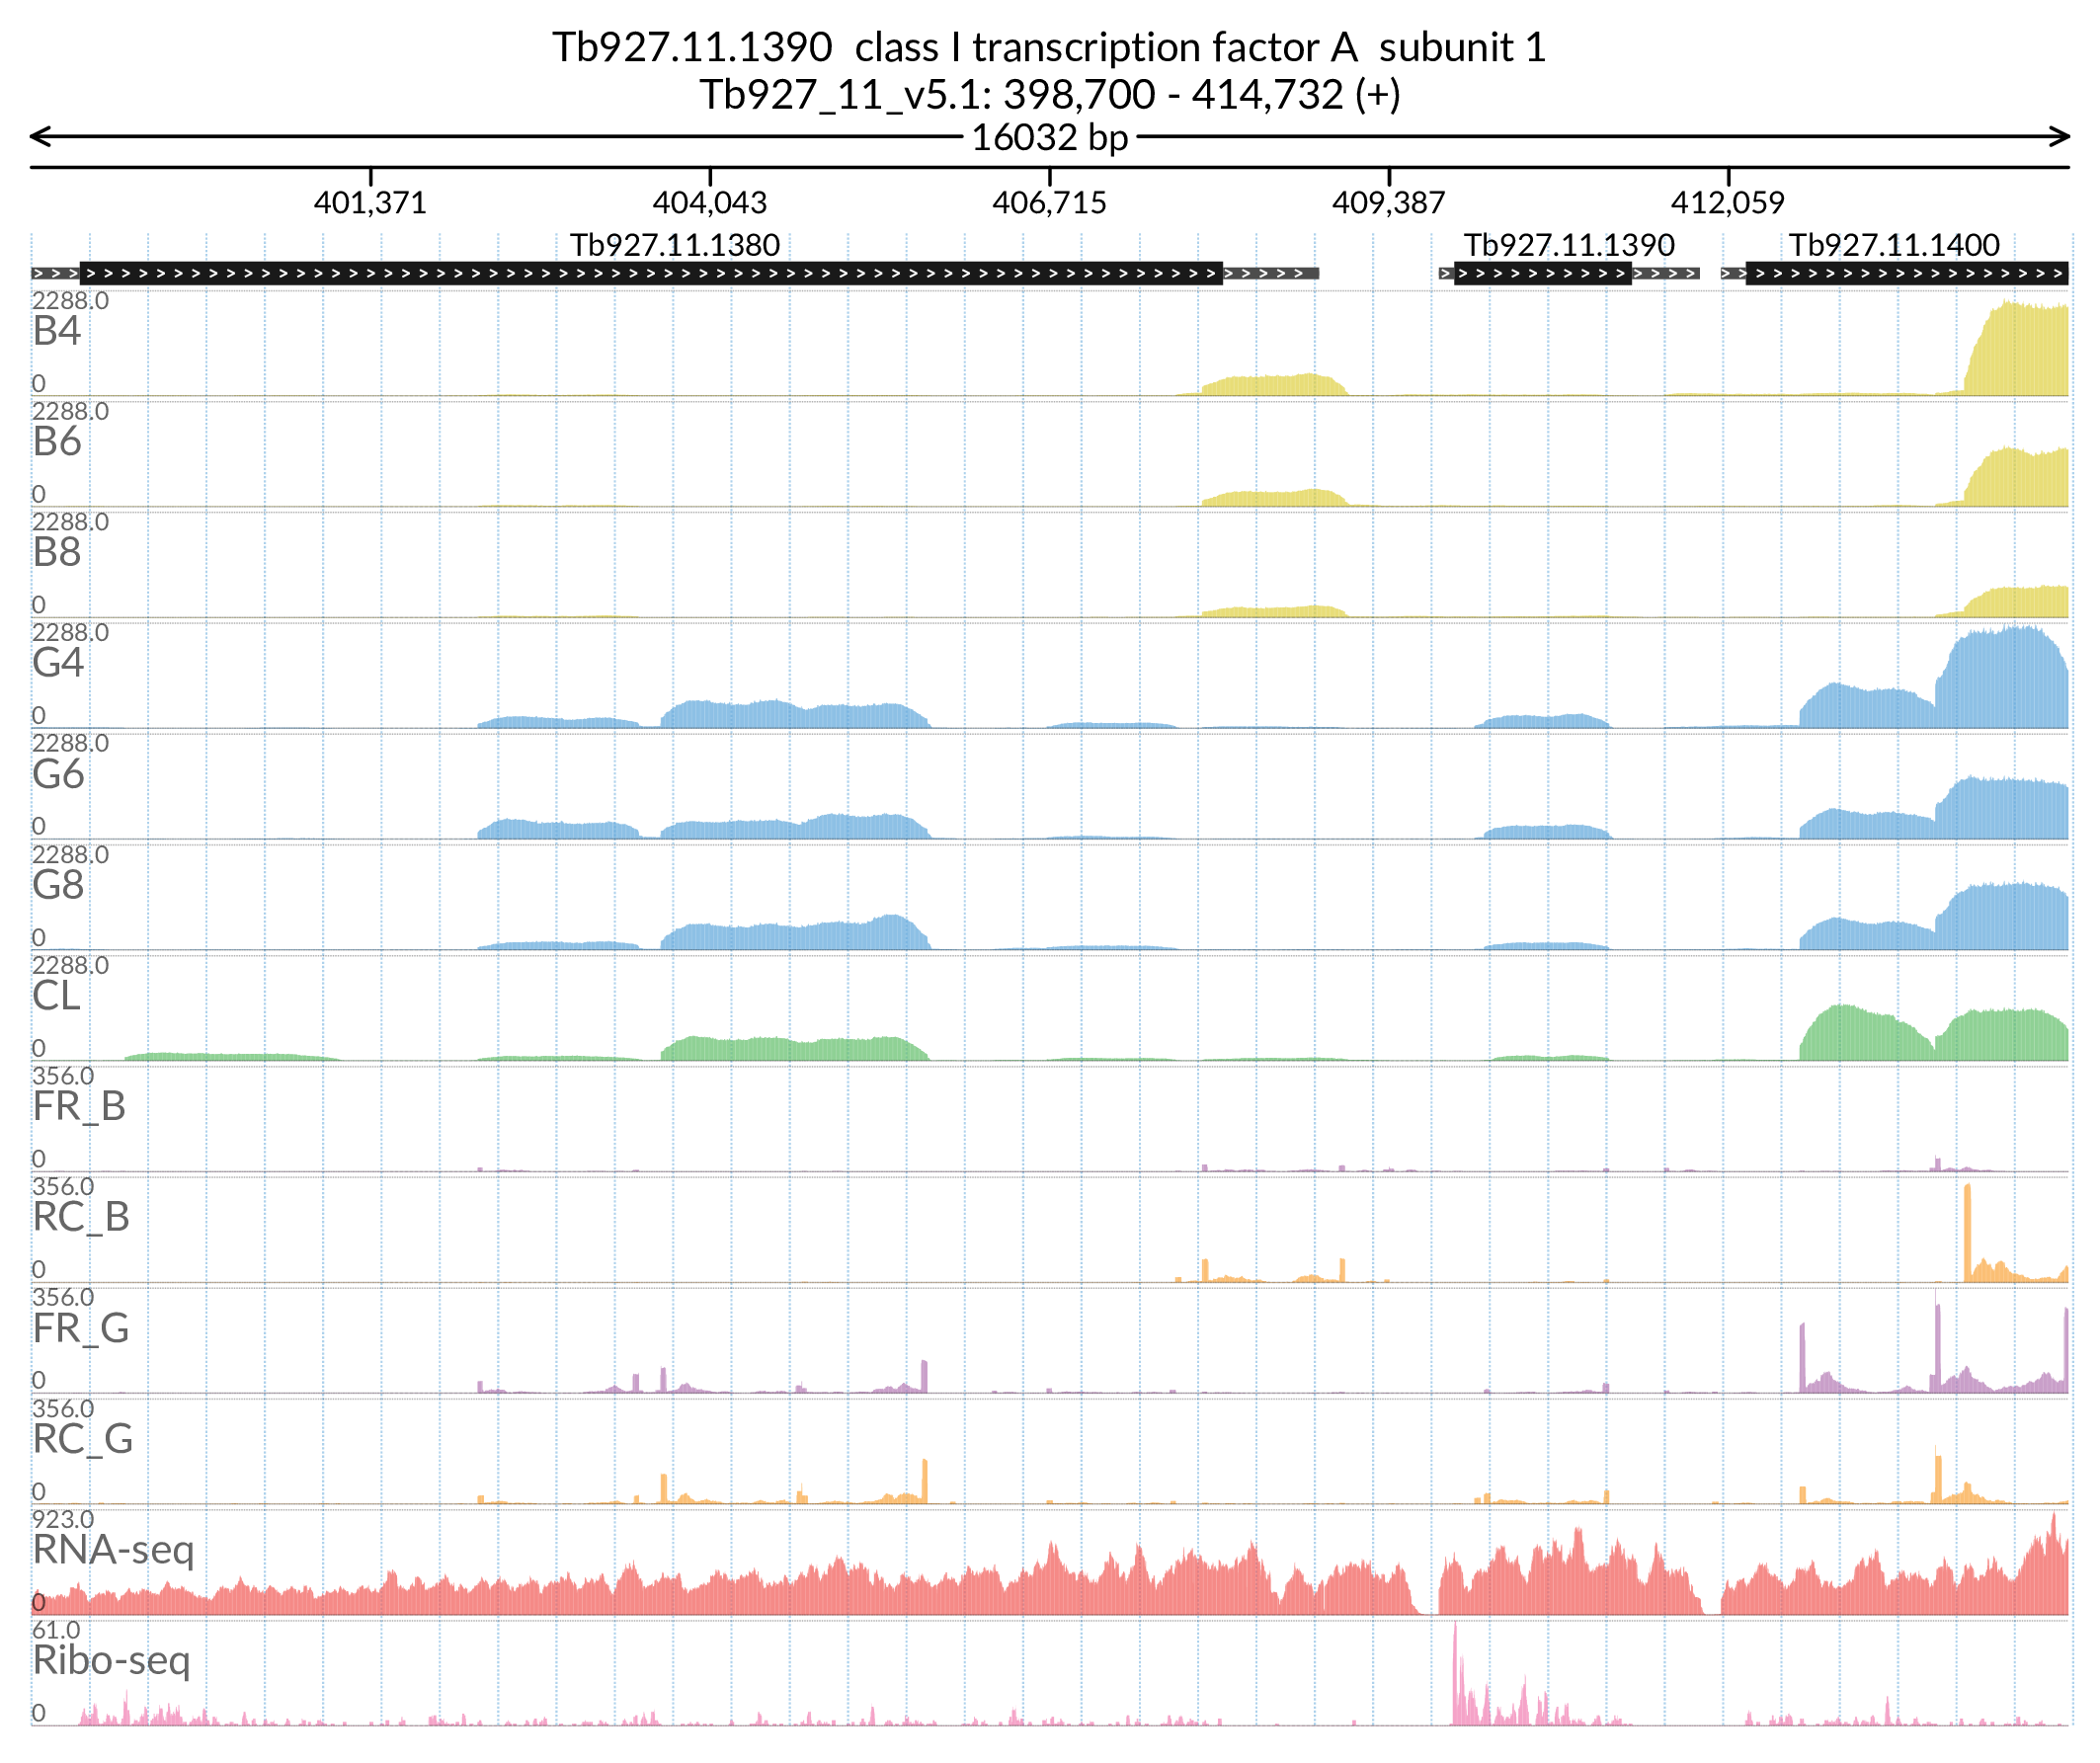 Tb927.11.1390 class I transcription factor A subunit 1
Tb927_11_v5.1: 398,700 - 414,732 (+)
16032 bp
401,371 404,043 406,715 409,387 412,059
Tb927.11.1380 Tb927.11.1390 Tb927.11.1400
2288.0
B4
0
2288.0
B6
0
2288.0
B8
0
2288.0
G4
0
2288.0
G6
0
2288.0
G8
0
2288.0
CL
0
356.0
FR_B
0
356.0
RC_B
0
356.0
FR_G
0
356.0
RC_G
0
923.0
RNA-seq
0
61.0
Ribo-seq
0